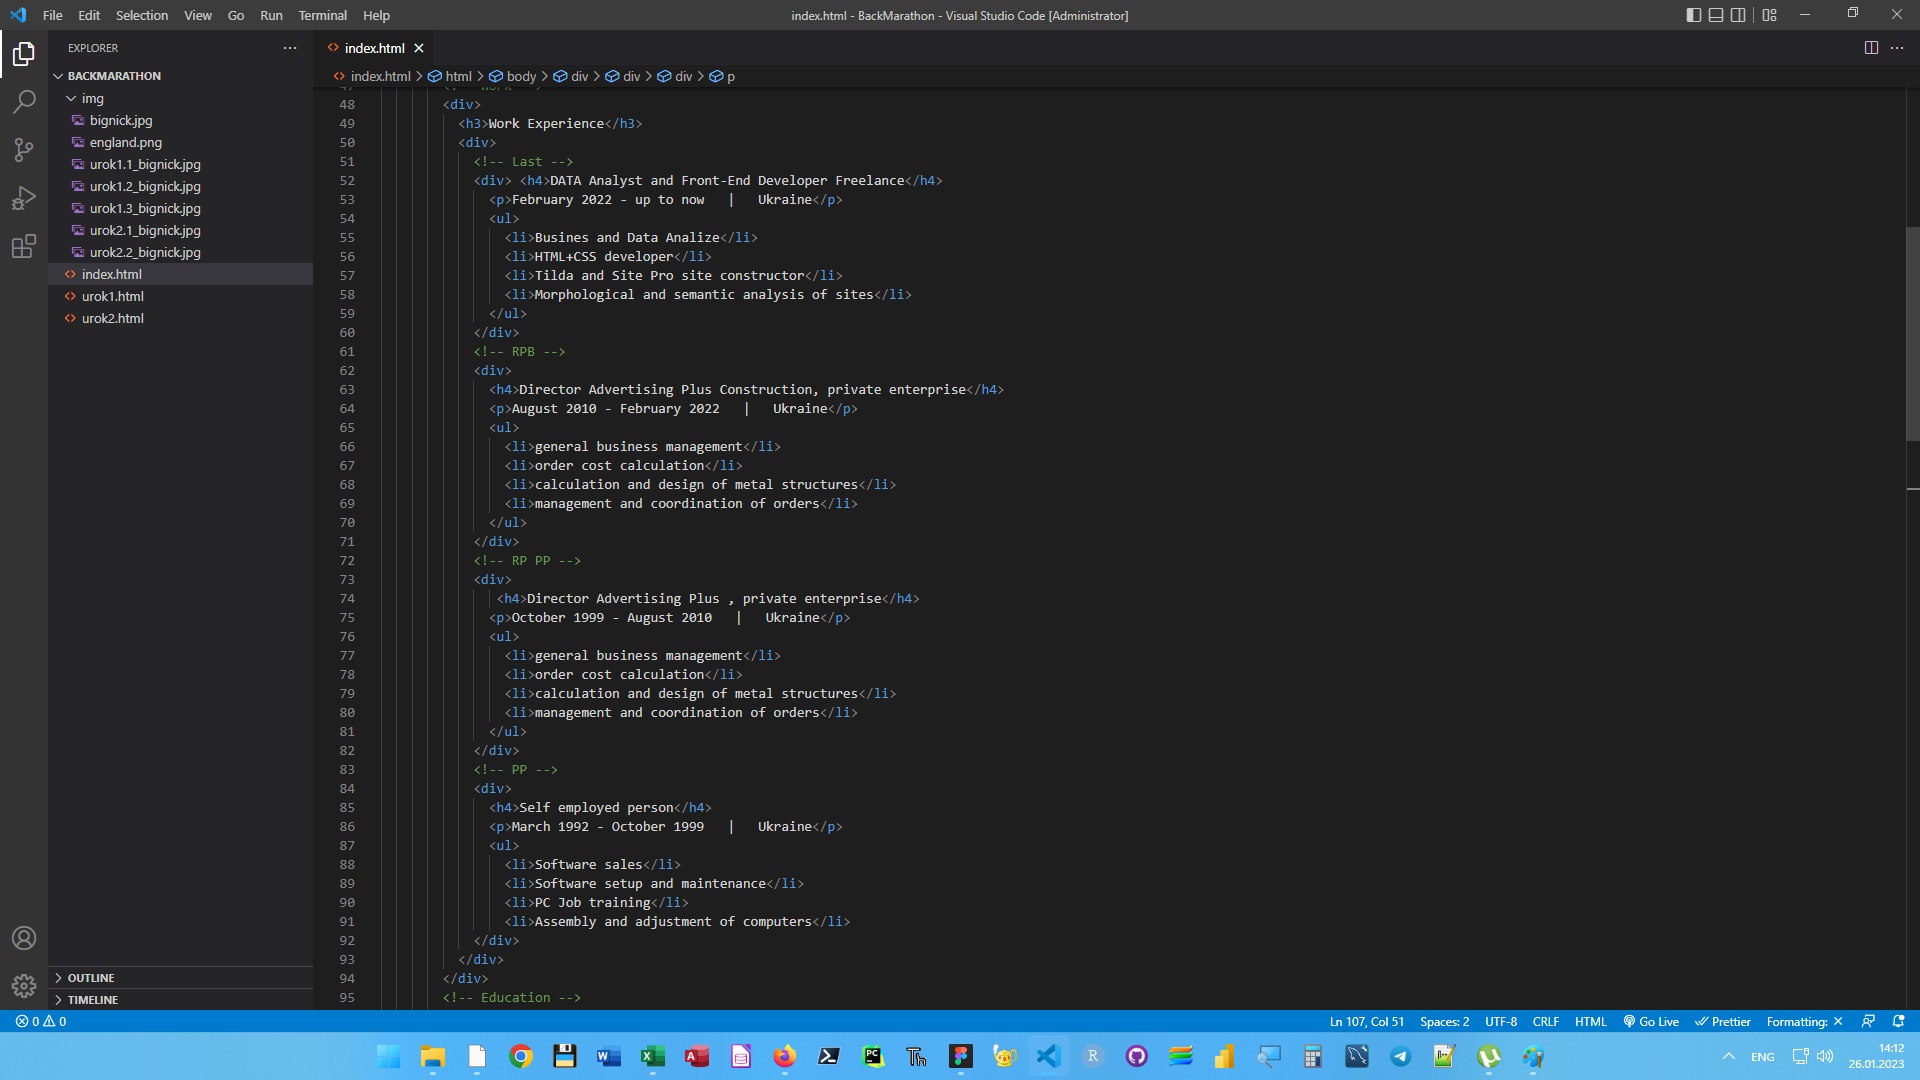 File Edit Selection View Go Run Terminal Help
index.html - BackMarathon - Visual Studio Code [Administrator]
EXPLORER
BACKMARATHON
img
bignick.jpg
england.png
urok1.1_bignick.jpg
urok1.2_bignick.jpg
urok1.3_bignick.jpg
urok2.1_bignick.jpg
urok2.2_bignick.jpg
index.html
urok1.html
urok2.html
OUTLINE
TIMELINE
index.html
index.html > html > body > div > div > div > p
48 <div>
49 <h3>Work Experience</h3>
50 <div>
51 <!-- Last -->
52 <div> <h4>DATA Analyst and Front-End Developer Freelance</h4>
53 <p>February 2022 - up to now | Ukraine</p>
54 <ul>
55 <li>Busines and Data Analize</li>
56 <li>HTML+CSS developer</li>
57 <li>Tilda and Site Pro site constructor</li>
58 <li>Morphological and semantic analysis of sites</li>
59 </ul>
60 </div>
61 <!-- RPB -->
62 <div>
63 <h4>Director Advertising Plus Construction, private enterprise</h4>
64 <p>August 2010 - February 2022 | Ukraine</p>
65 <ul>
66 <li>general business management</li>
67 <li>order cost calculation</li>
68 <li>calculation and design of metal structures</li>
69 <li>management and coordination of orders</li>
70 </ul>
71 </div>
72 <!-- RP PP -->
73 <div>
74 <h4>Director Advertising Plus , private enterprise</h4>
75 <p>October 1999 - August 2010 | Ukraine</p>
76 <ul>
77 <li>general business management</li>
78 <li>order cost calculation</li>
79 <li>calculation and design of metal structures</li>
80 <li>management and coordination of orders</li>
81 </ul>
82 </div>
83 <!-- PP -->
84 <div>
85 <h4>Self employed person</h4>
86 <p>March 1992 - October 1999 | Ukraine</p>
87 <ul>
88 <li>Software sales</li>
89 <li>Software setup and maintenance</li>
90 <li>PC Job training</li>
91 <li>Assembly and adjustment of computers</li>
92 </div>
93 </div>
94 </div>
95 <!-- Education -->
0 0 Ln 107, Col 51 Spaces: 2 UTF-8 CRLF HTML Go Live Prettier Formatting: ×
ENG 14:12
26.01.2023